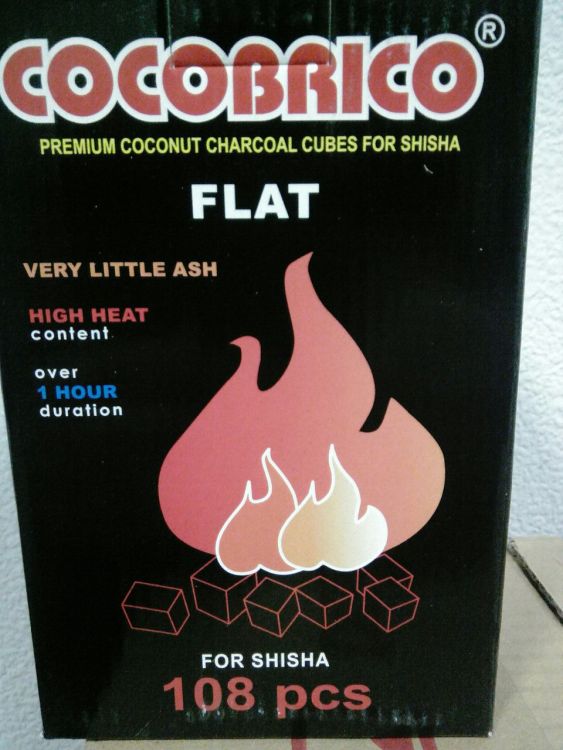 COCOBRICO®
PREMIUM COCONUT CHARCOAL CUBES FOR SHISHA
FLAT
VERY LITTLE ASH
HIGH HEAT
content
over
1 HOUR
duration
FOR SHISHA
108 pcs